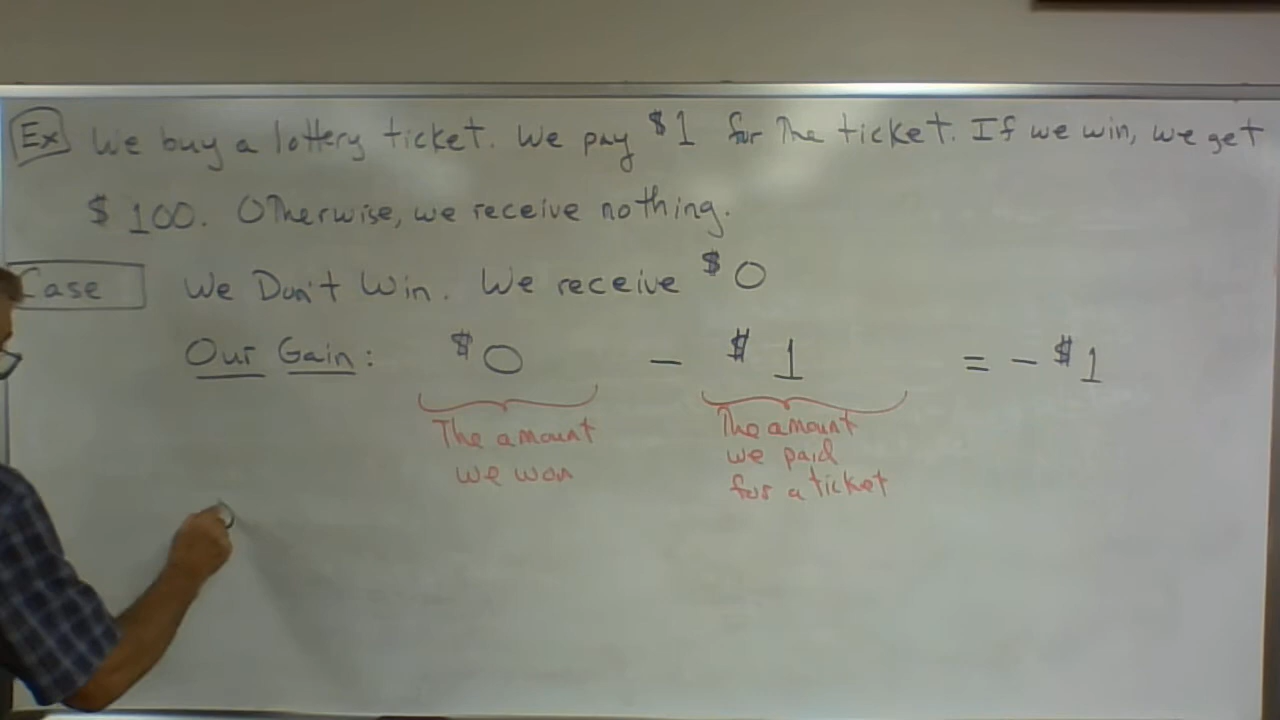 Ex We buy a lottery ticket. We pay $1 for The ticket. If we win, we get
$100. Otherwise, we receive nothing.
Case We Don't Win. We receive $0
Our Gain: $0 - $1 = - $1
The amount
we won
The amount
we paid
for a ticket